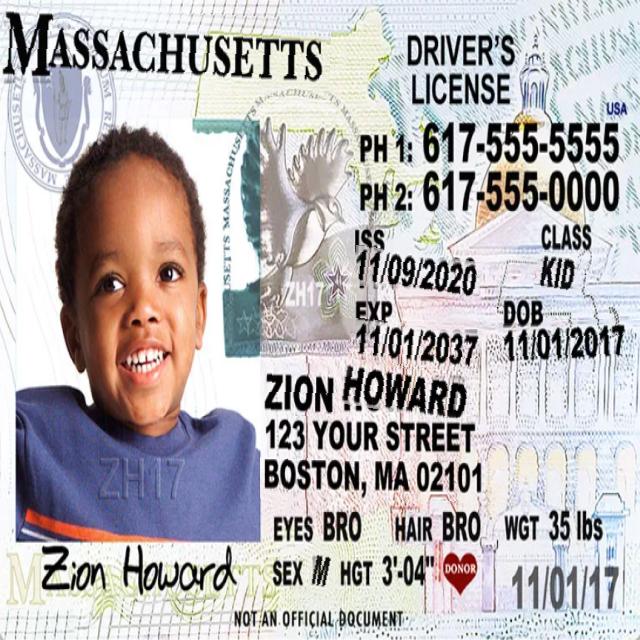 MASSACHUSETTS
DRIVER'S
LICENSE
USA
PH 1: 617-555-5555
PH 2: 617-555-0000
ISS
11/09/2020
CLASS
KID
EXP
11/01/2037
DOB
11/01/2017
ZH17
ZION HOWARD
123 YOUR STREET
BOSTON, MA 02101
ZH17
EYES BRO HAIR BRO WGT 35 lbs
SEX M HGT 3'-04" DONOR
11/01/17
Zion Howard
NOT AN OFFICIAL DOCUMENT